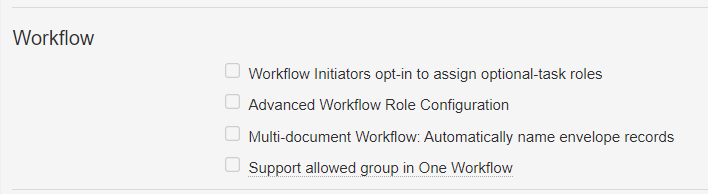 Workflow
Workflow Initiators opt-in to assign optional-task roles
Advanced Workflow Role Configuration
Multi-document Workflow: Automatically name envelope records
Support allowed group in One Workflow